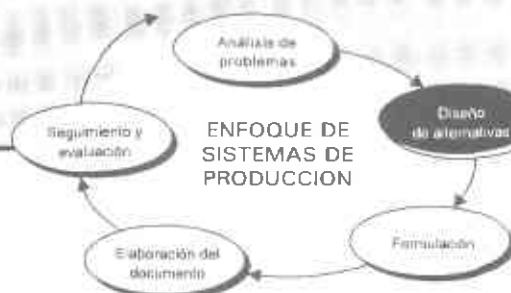 Análisis de
problemas
Diseño
de alternativas
ENFOQUE DE
SISTEMAS DE
PRODUCCION
Seguimiento y
evaluación
Formulación
Elaboración del
documento